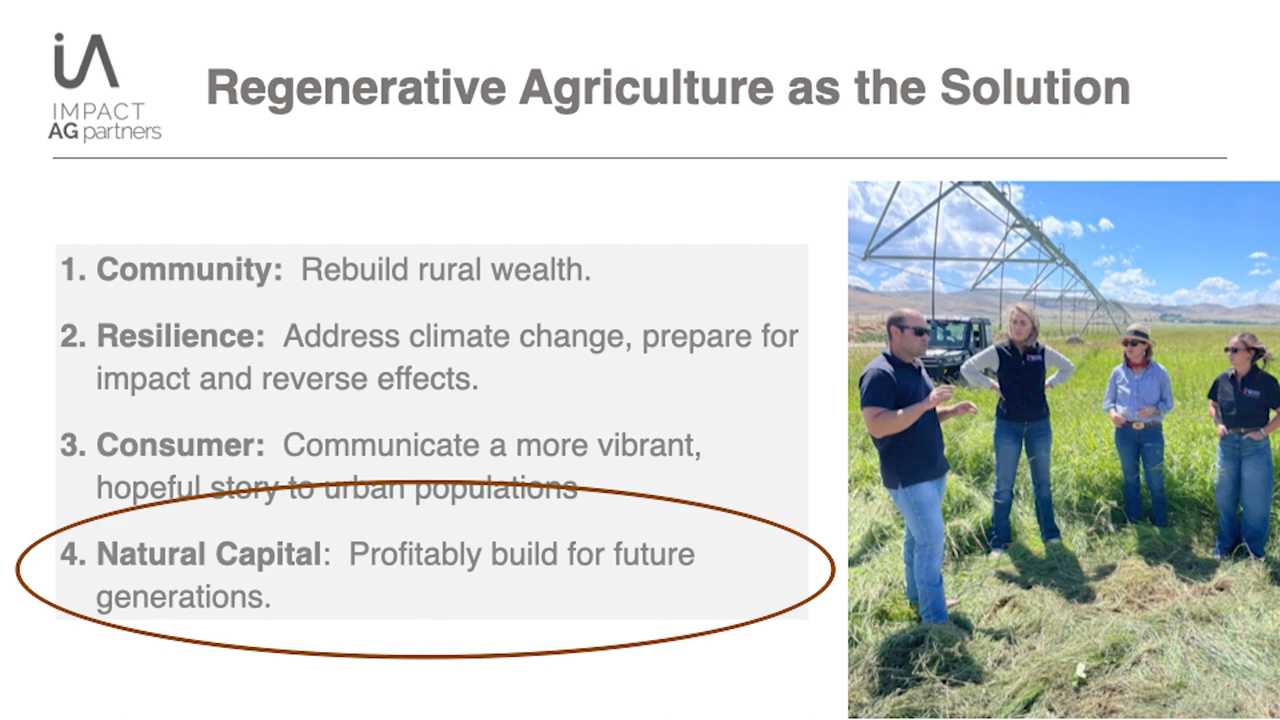 iA
IMPACT
AG partners
Regenerative Agriculture as the Solution
1. Community: Rebuild rural wealth.
2. Resilience: Address climate change, prepare for
impact and reverse effects.
3. Consumer: Communicate a more vibrant,
hopeful story to urban populations
4. Natural Capital: Profitably build for future
generations.